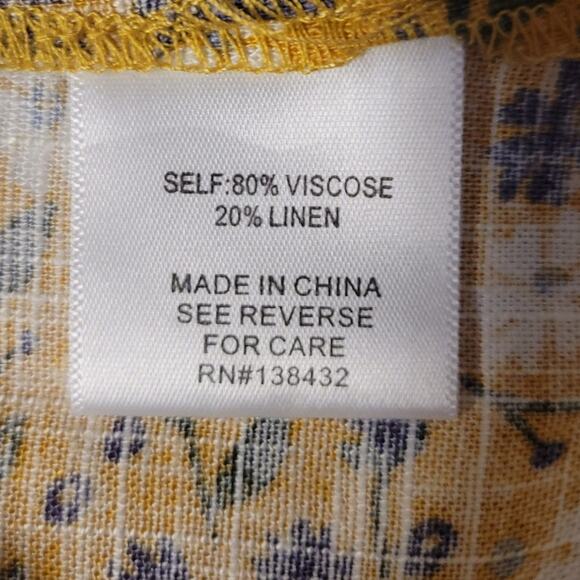 SELF:80% VISCOSE
20% LINEN
MADE IN CHINA
SEE REVERSE
FOR CARE
RN#138432